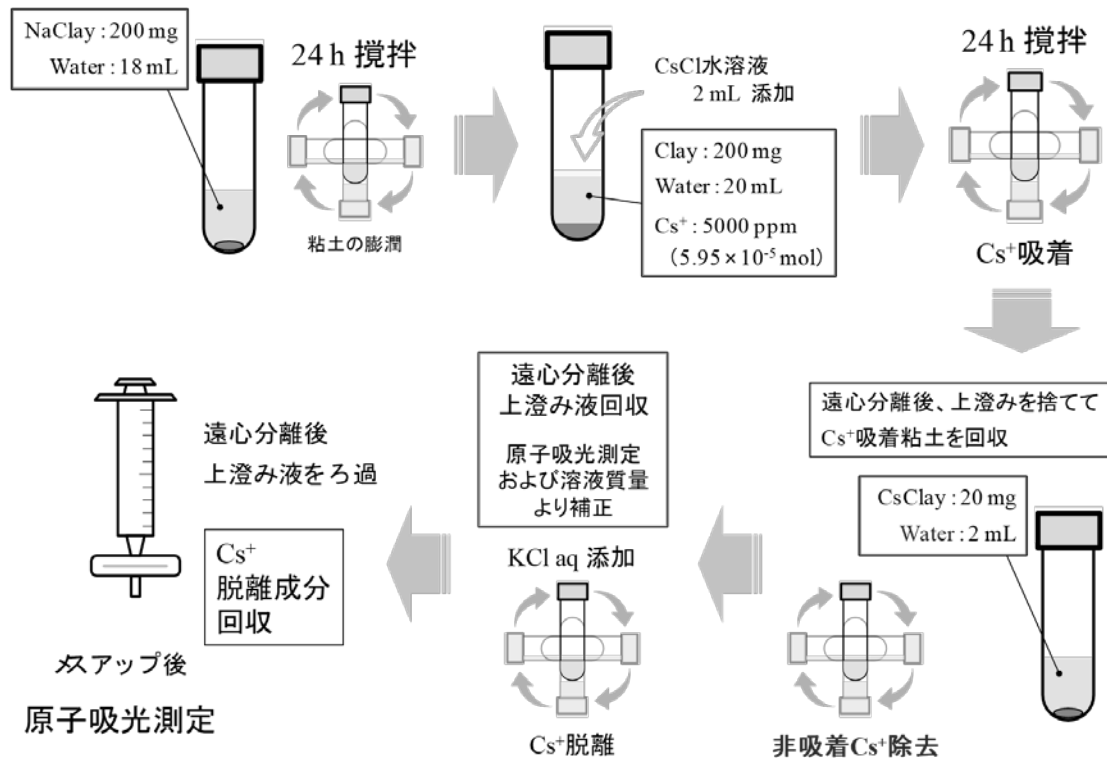 NaClay : 200 mg
Water : 18 mL
24 h 撹拌
粘土の膨潤
CsCl水溶液
2 mL 添加
Clay : 200 mg
Water : 20 mL
Cs⁺ : 5000 ppm
（5.95 × 10⁻⁵ mol）
24 h 撹拌
Cs⁺吸着
遠心分離後、上澄みを捨てて
Cs⁺吸着粘土を回収
CsClay : 20 mg
Water : 2 mL
非吸着Cs⁺除去
遠心分離後
上澄み液回収
原子吸光測定
および溶液質量
より補正
KCl aq 添加
Cs⁺脱離
遠心分離後
上澄み液をろ過
Cs⁺
脱離成分
回収
メスアップ後
原子吸光測定